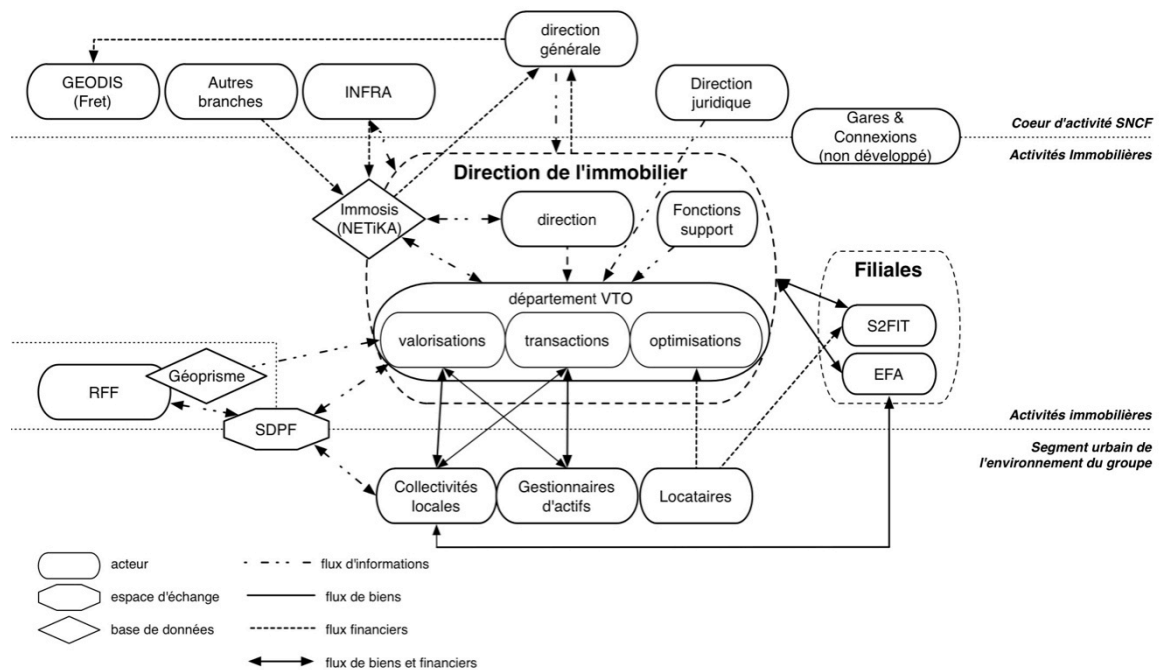 direction
générale
GEODIS
(Fret)
Autres
branches
INFRA
Direction
juridique
Gares &
Connexions
(non développé)
Coeur d'activité SNCF
Activités Immobilières
Direction de l'immobilier
Immosis
(NETiKA)
direction
Fonctions
support
Filiales
département VTO
valorisations
transactions
optimisations
S2FIT
EFA
RFF
Géoprisme
SDPF
Activités immobilières
Segment urbain de
l'environnement du groupe
Collectivités
locales
Gestionnaires
d'actifs
Locataires
acteur
flux d'informations
espace d'échange
flux de biens
base de données
flux financiers
flux de biens et financiers